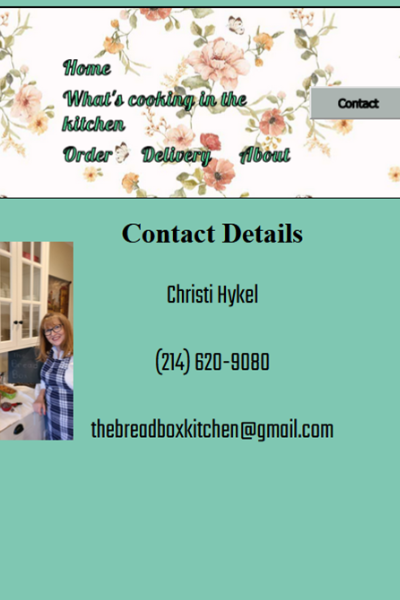 Home
What's cooking in the
kitchen
Order Delivery About
Contact
Contact Details
Christi Hykel
(214) 620-9080
thebreadboxkitchen@gmail.com